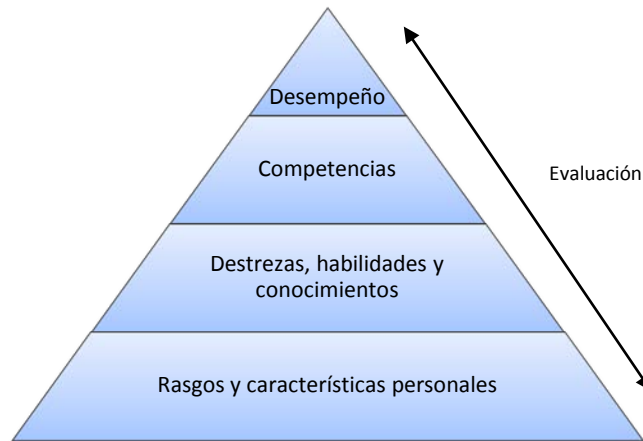 Desempeño
Competencias
Evaluación
Destrezas, habilidades y
conocimientos
Rasgos y características personales